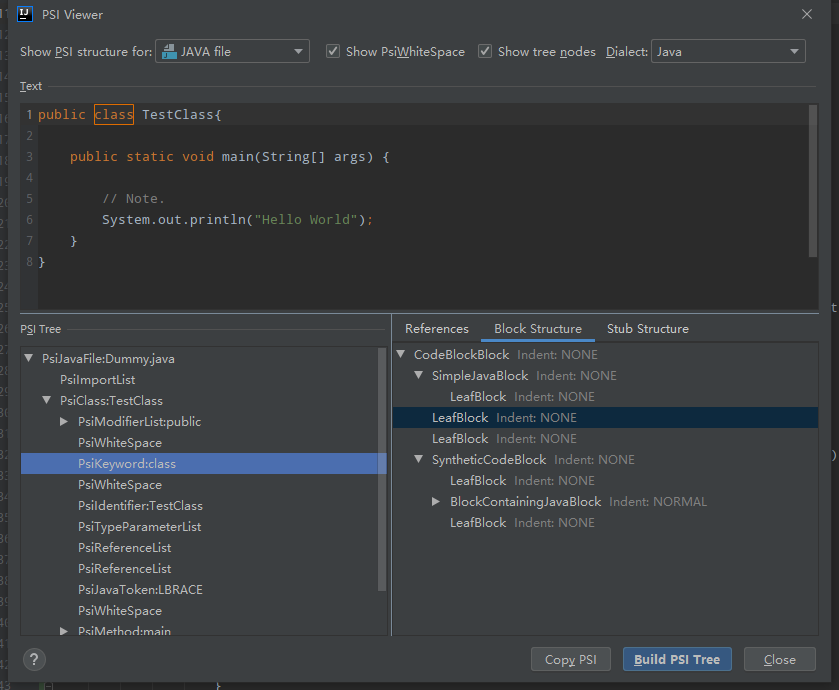 PSI Viewer
Show PSI structure for: JAVA file Show PsiWhiteSpace Show tree nodes Dialect: Java
Text
1 public class TestClass{
2
3 public static void main(String[] args) {
4
5 // Note.
6 System.out.println("Hello World");
7 }
8 }
PSI Tree
PsiJavaFile:Dummy.java
PsiImportList
PsiClass:TestClass
PsiModifierList:public
PsiWhiteSpace
PsiKeyword:class
PsiWhiteSpace
PsiIdentifier:TestClass
PsiTypeParameterList
PsiReferenceList
PsiReferenceList
PsiJavaToken:LBRACE
PsiWhiteSpace
PsiMethod:main
References Block Structure Stub Structure
CodeBlockBlock Indent: NONE
SimpleJavaBlock Indent: NONE
LeafBlock Indent: NONE
LeafBlock Indent: NONE
LeafBlock Indent: NONE
SyntheticCodeBlock Indent: NONE
LeafBlock Indent: NONE
BlockContainingJavaBlock Indent: NORMAL
LeafBlock Indent: NONE
? Copy PSI Build PSI Tree Close